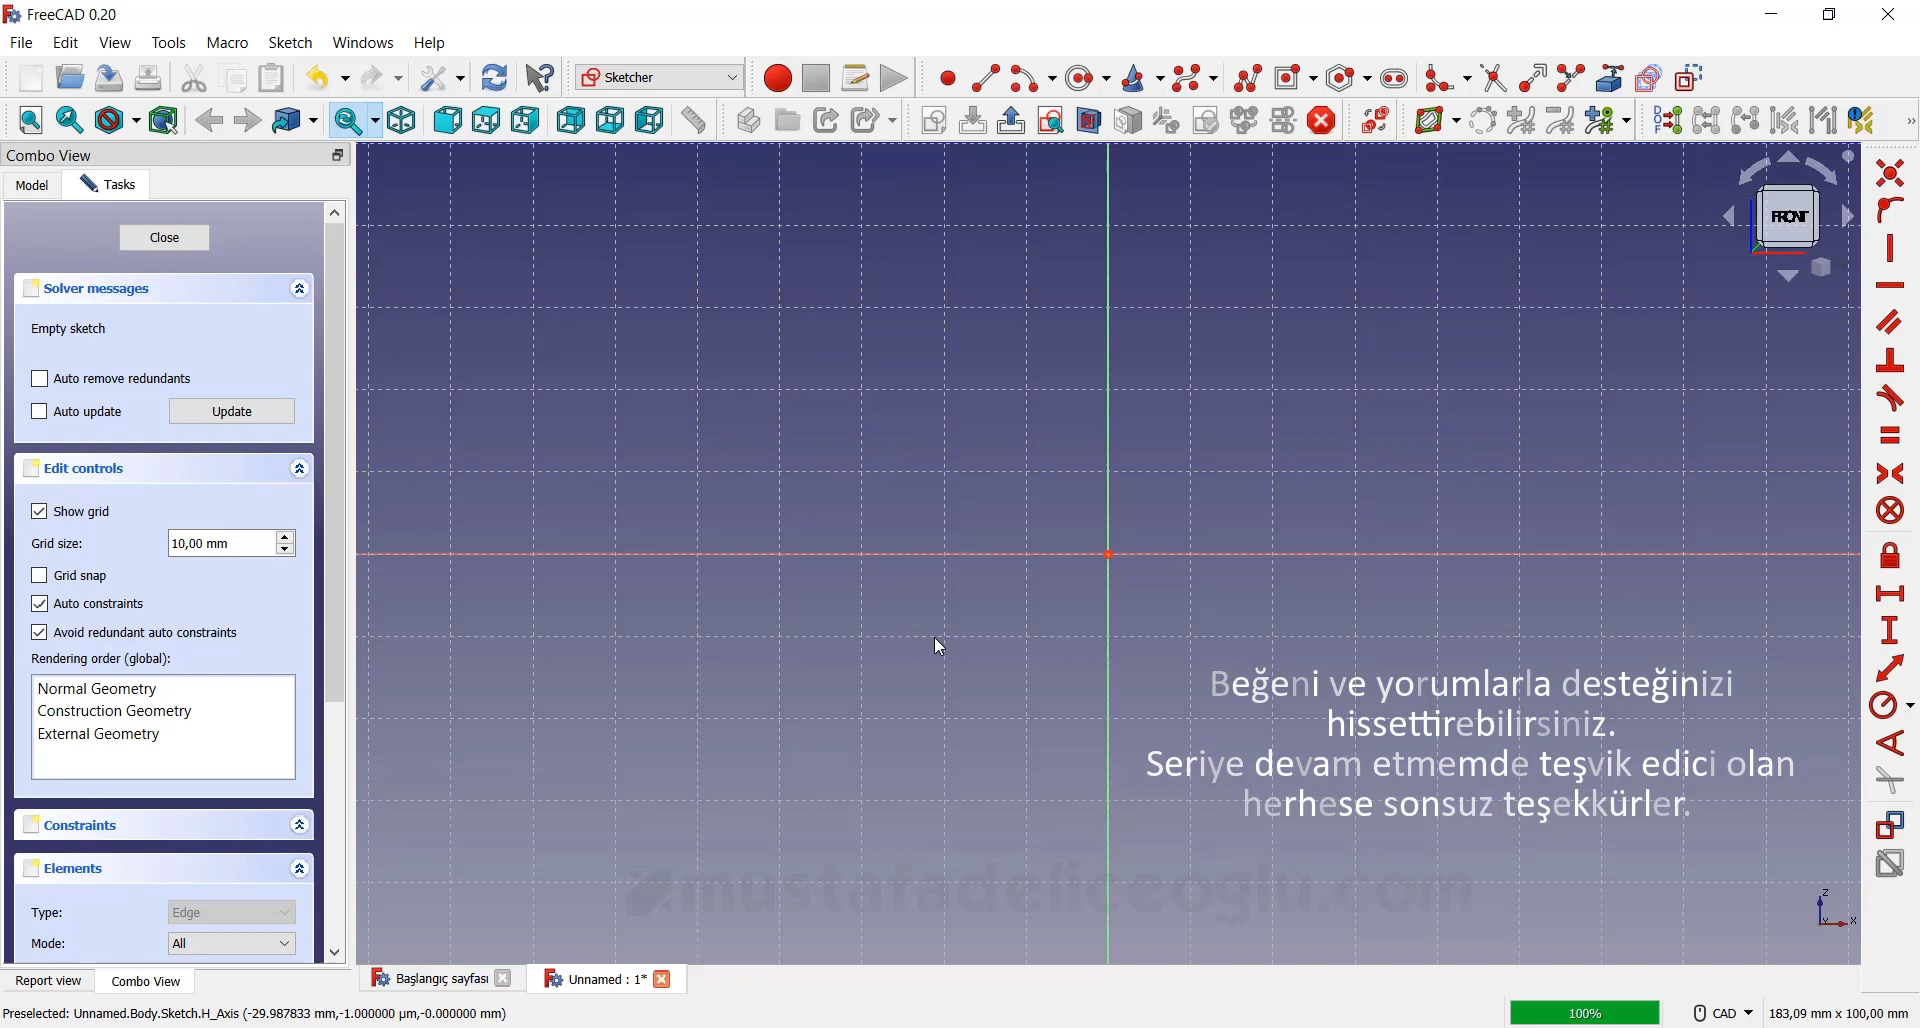 FreeCAD 0.20
File Edit View Tools Macro Sketch Windows Help
Sketcher
Combo View
Model Tasks
Close
FRONT
Solver messages
Empty sketch
Auto remove redundants
Auto update Update
Edit controls
Show grid
Grid size: 10,00 mm
Grid snap
Auto constraints
Avoid redundant auto constraints
Rendering order (global):
Normal Geometry
Construction Geometry
External Geometry
Beğeni ve yorumlarla desteğinizi
hissettirebilirsiniz.
Seriye devam etmemde teşvik edici olan
herhese sonsuz teşekkürler.
Constraints
Elements
mustafadeliceoglu.com
Type: Edge
Mode: All
Z
Y X
Report view Combo View
Başlangıç sayfası Unnamed : 1*
Preselected: Unnamed.Body.Sketch.H_Axis (-29.987833 mm,-1.000000 µm,-0.000000 mm)
100% CAD 183,09 mm x 100,00 mm